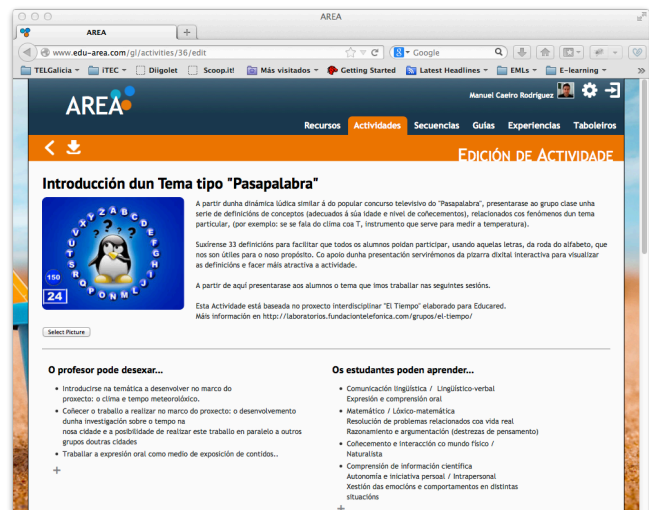 AREA
AREA
www.edu-area.com/gl/activities/36/edit
Google
TELGalicia
iTEC
Diigolet
Scoop.it!
Más visitados
Getting Started
Latest Headlines
EMLs
E-learning
AREA
Manuel Caeiro Rodríguez
Recursos Actividades Secuencias Guías Experiencias Taboleiros
EDICIÓN DE ACTIVIDADE
Introducción dun Tema tipo "Pasapalabra"
A partir dunha dinámica lúdica similar á do popular concurso televisivo do "Pasapalabra", presentarase ao grupo clase unha
serie de definicións de conceptos (adecuados á súa idade e nivel de coñecementos), relacionados cos fenómenos dun tema
particular, (por exemplo: se se fala do clima coa T, instrumento que serve para medir a temperatura).
Suxírense 33 definicións para facilitar que todos os alumnos poidan participar, usando aquelas letras, da roda do alfabeto, que
nos son útiles para o noso propósito. Co apoio dunha presentación servirémonos da pizarra dixital interactiva para visualizar
as definicións e facer máis atractiva a actividade.
A partir de aquí presentarase aos alumnos o tema que imos traballar nas seguintes sesións.
Esta Actividade está baseada no proxecto interdisciplinar "El Tiempo" elaborado para Educared.
Máis información en http://laboratorios.fundaciontelefonica.com/grupos/el-tiempo/
150
24
Select Picture
O profesor pode desexar...
Introducirse na temática a desenvolver no marco do
proxecto: o clima e tempo meteorolóxico.
Coñecer o traballo a realizar no marco do proxecto: o desenvolvemento
dunha investigación sobre o tempo na
nosa cidade e a posibilidade de realizar este traballo en paralelo a outros
grupos doutras cidades
Traballar a expresión oral como medio de exposición de contidos..
Os estudantes poden aprender...
Comunicación lingüística / Lingüístico-verbal
Expresión e comprensión oral
Matemático / Lóxico-matemática
Resolución de problemas relacionados coa vida real
Razonamento e argumentación (destrezas de pensamento)
Coñecemento e interacción co mundo físico /
Naturalista
Comprensión de información científica
Autonomía e iniciativa persoal / Intrapersonal
Xestión das emocións e comportamentos en distintas
situacións